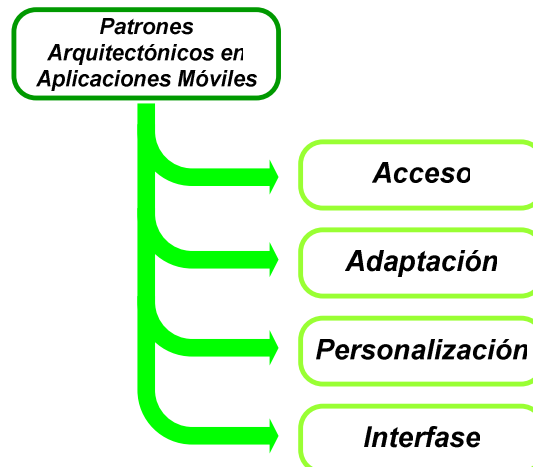 Patrones
Arquitectónicos en
Aplicaciones Móviles
Acceso
Adaptación
Personalización
Interfase